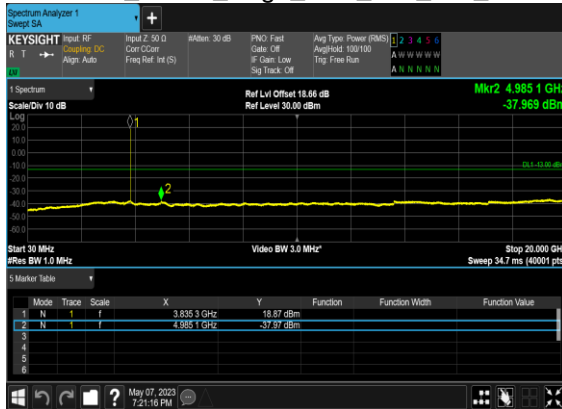 Spectrum Analyzer 1
Swept SA
+
KEYSIGHT Input: RF Input Z: 50 Ω #Atten: 30 dB PNO: Fast Avg Type: Power (RMS) 1 2 3 4 5 6
R T Coupling: DC Corr CCorr Gate: Off Avg|Hold: 100/100 A W W W W W
Align: Auto Freq Ref: Int (S) IF Gain: Low Trig: Free Run
Sig Track: Off A N N N N N
1 Spectrum Ref Lvl Offset 18.66 dB Mkr2 4.985 1 GHz
Scale/Div 10 dB Ref Level 30.00 dBm -37.969 dBm
Log
20.0
10.0
0.00
-10.0
DL1 -13.00 dBm
-20.0
-30.0
-40.0
-50.0
-60.0
1
2
Start 30 MHz Video BW 3.0 MHz* Stop 20.000 GH
#Res BW 1.0 MHz Sweep 34.7 ms (40001 pts
5 Marker Table
Mode Trace Scale X Y Function Function Width Function Value
1 N 1 f 3.835 3 GHz 18.87 dBm
2 N 1 f 4.985 1 GHz -37.97 dBm
3
4
5
6
? May 07, 2023
7:21:16 PM